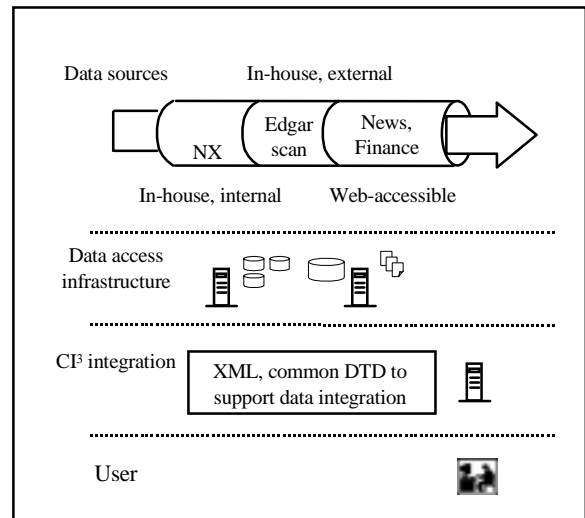 Data sources
In-house, external
NX
Edgar
scan
News,
Finance
In-house, internal
Web-accessible
Data access
infrastructure
CI³ integration
XML, common DTD to
support data integration
User